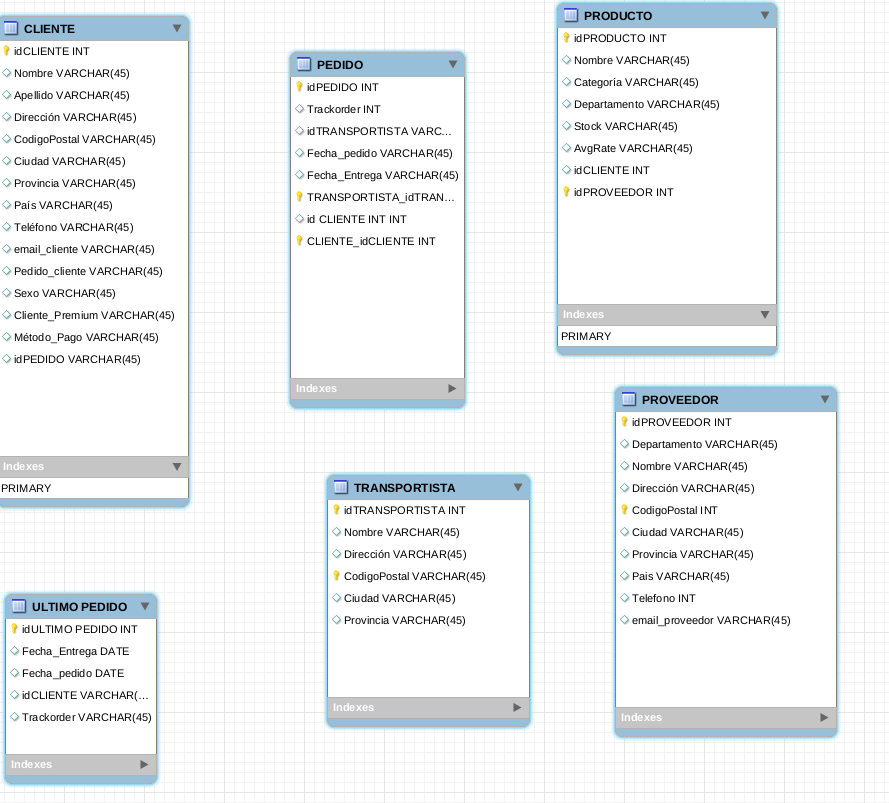 CLIENTE
idCLIENTE INT
Nombre VARCHAR(45)
Apellido VARCHAR(45)
Dirección VARCHAR(45)
CodigoPostal VARCHAR(45)
Ciudad VARCHAR(45)
Provincia VARCHAR(45)
País VARCHAR(45)
Teléfono VARCHAR(45)
email_cliente VARCHAR(45)
Pedido_cliente VARCHAR(45)
Sexo VARCHAR(45)
Cliente_Premium VARCHAR(45)
Método_Pago VARCHAR(45)
idPEDIDO VARCHAR(45)
Indexes
PRIMARY
PEDIDO
idPEDIDO INT
Trackorder INT
idTRANSPORTISTA VARC...
Fecha_pedido VARCHAR(45)
Fecha_Entrega VARCHAR(45)
TRANSPORTISTA_idTRAN...
id CLIENTE INT INT
CLIENTE_idCLIENTE INT
Indexes
PRODUCTO
idPRODUCTO INT
Nombre VARCHAR(45)
Categoría VARCHAR(45)
Departamento VARCHAR(45)
Stock VARCHAR(45)
AvgRate VARCHAR(45)
idCLIENTE INT
idPROVEEDOR INT
Indexes
PRIMARY
PROVEEDOR
idPROVEEDOR INT
Departamento VARCHAR(45)
Nombre VARCHAR(45)
Dirección VARCHAR(45)
CodigoPostal INT
Ciudad VARCHAR(45)
Provincia VARCHAR(45)
Pais VARCHAR(45)
Telefono INT
email_proveedor VARCHAR(45)
Indexes
TRANSPORTISTA
idTRANSPORTISTA INT
Nombre VARCHAR(45)
Dirección VARCHAR(45)
CodigoPostal VARCHAR(45)
Ciudad VARCHAR(45)
Provincia VARCHAR(45)
Indexes
ULTIMO PEDIDO
idULTIMO PEDIDO INT
Fecha_Entrega DATE
Fecha_pedido DATE
idCLIENTE VARCHAR(...
Trackorder VARCHAR(45)
Indexes